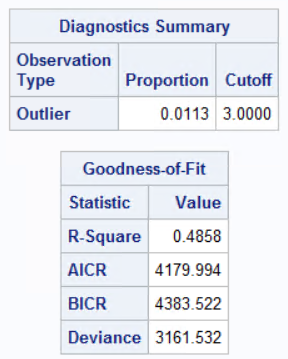 Diagnostics Summary
Observation
Type Proportion Cutoff
Outlier 0.0113 3.0000
Goodness-of-Fit
Statistic Value
R-Square 0.4858
AICR 4179.994
BICR 4383.522
Deviance 3161.532